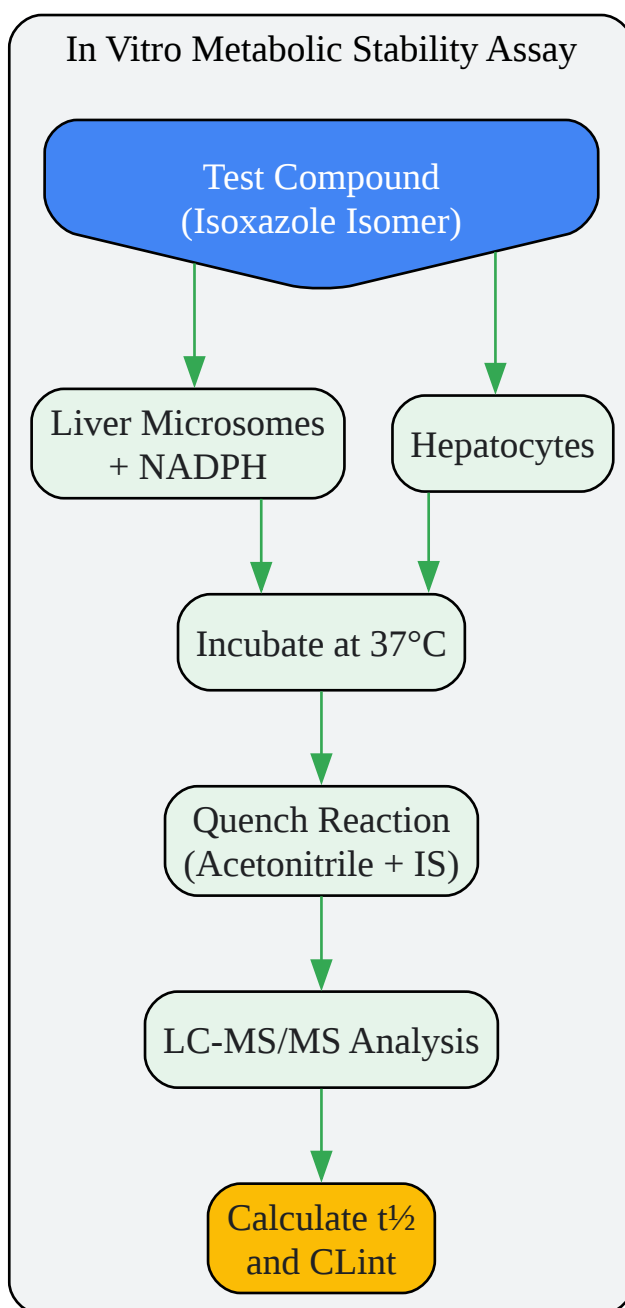 In Vitro Metabolic Stability Assay
Test Compound
(Isoxazole Isomer)
Liver Microsomes
+ NADPH
Hepatocytes
Incubate at 37°C
Quench Reaction
(Acetonitrile + IS)
LC-MS/MS Analysis
Calculate t½
and CLint